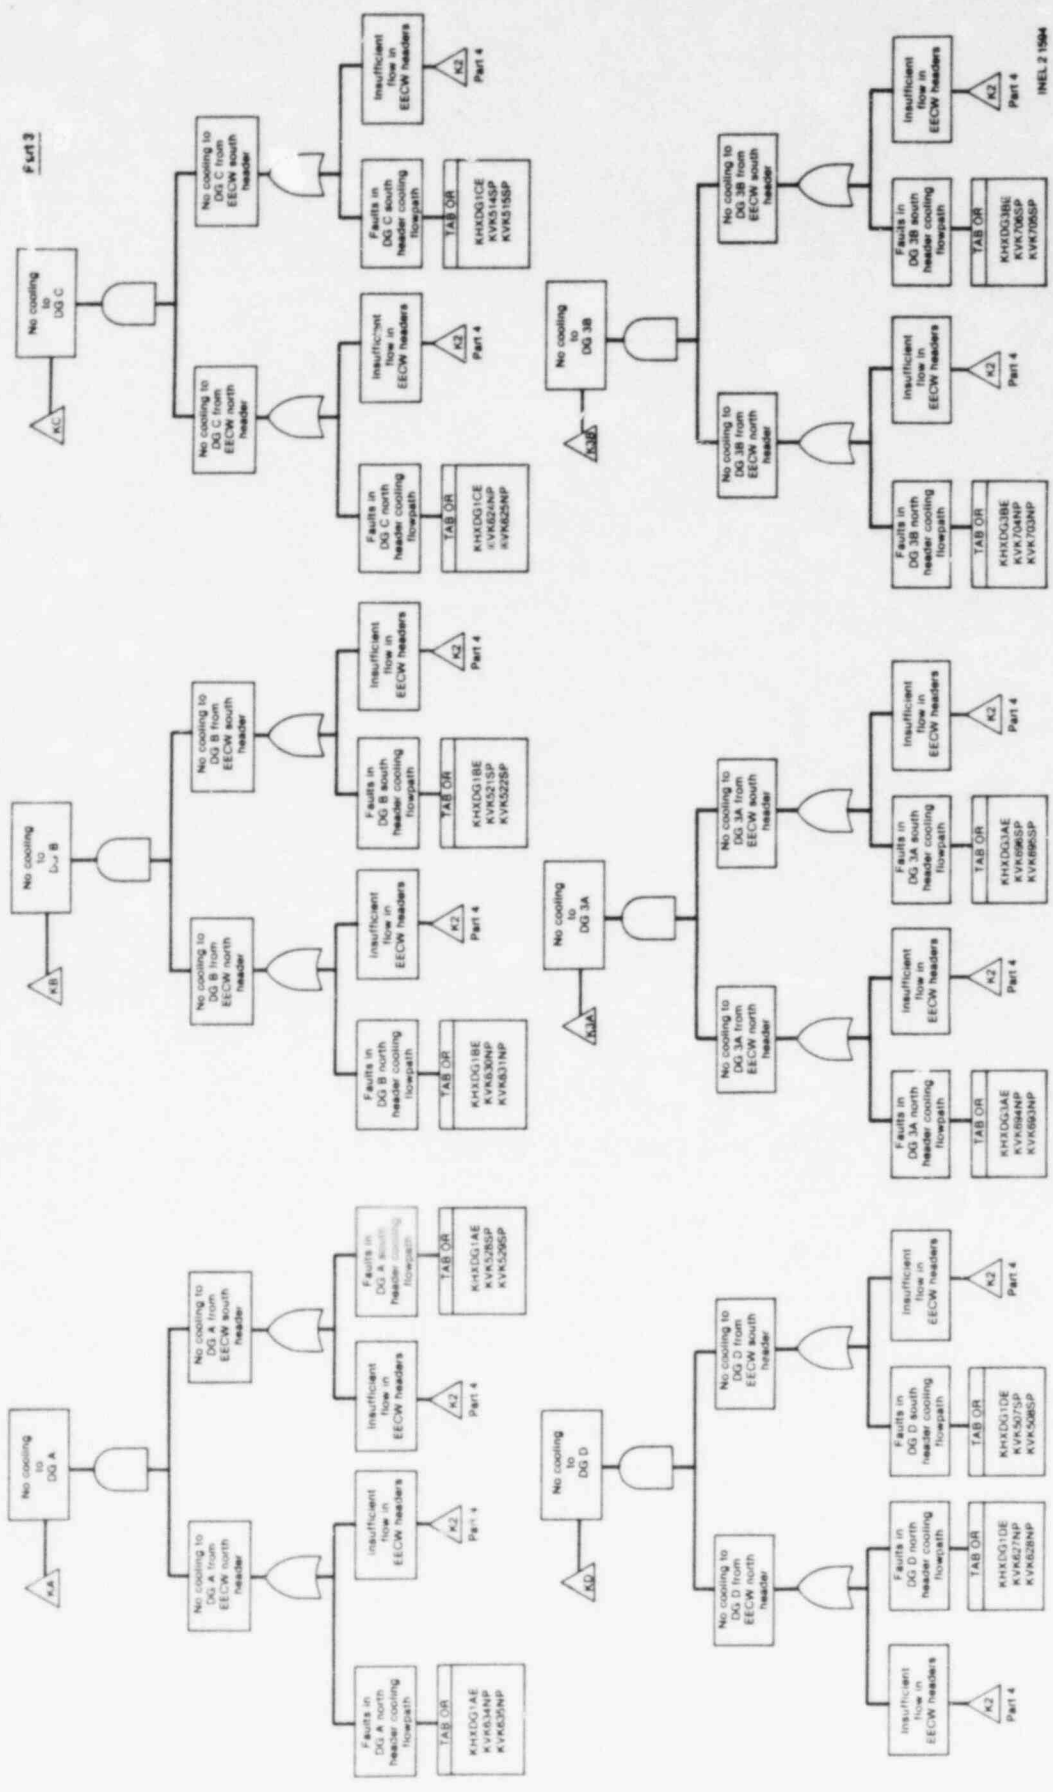 Part 3
KA
No cooling
to
DG A
No cooling to
DG A from
EECW north
header
No cooling to
DG A from
EECW south
header
Faults in
DG A north
header cooling
flowpath
TAB OR
KHXDG1AE
KVK634NP
KVK635NP
Insufficient
flow in
EECW headers
K2
Part 4
Insufficient
flow in
EECW headers
K2
Part 4
Faults in
DG A south
header cooling
flowpath
TAB OR
KHXDG1AE
KVK528SP
KVK529SP
KB
No cooling
to
DG B
No cooling to
DG B from
EECW north
header
No cooling to
DG B from
EECW south
header
Faults in
DG B north
header cooling
flowpath
TAB OR
KHXDG1BE
KVK630NP
KVK631NP
Insufficient
flow in
EECW headers
K2
Part 4
Faults in
DG B south
header cooling
flowpath
TAB OR
KHXDG1BE
KVK521SP
KVK522SP
Insufficient
flow in
EECW headers
K2
Part 4
KC
No cooling
to
DG C
No cooling to
DG C from
EECW north
header
No cooling to
DG C from
EECW south
header
Faults in
DG C north
header cooling
flowpath
TAB OR
KHXDG1CE
KVK624NP
KVK625NP
Insufficient
flow in
EECW headers
K2
Part 4
Faults in
DG C south
header cooling
flowpath
TAB OR
KHXDG1CE
KVK514SP
KVK515SP
Insufficient
flow in
EECW headers
K2
Part 4
KD
No cooling
to
DG D
No cooling to
DG D from
EECW north
header
No cooling to
DG D from
EECW south
header
Insufficient
flow in
EECW headers
K2
Part 4
Faults in
DG D north
header cooling
flowpath
TAB OR
KHXDG1DE
KVK627NP
KVK628NP
Faults in
DG D south
header cooling
flowpath
TAB OR
KHXDG1DE
KVK507SP
KVK508SP
Insufficient
flow in
EECW headers
K2
Part 4
K3A
No cooling
to
DG 3A
No cooling to
DG 3A from
EECW north
header
No cooling to
DG 3A from
EECW south
header
Faults in
DG 3A north
header cooling
flowpath
TAB OR
KHXDG3AE
KVK694NP
KVK693NP
Insufficient
flow in
EECW headers
K2
Part 4
Faults in
DG 3A south
header cooling
flowpath
TAB OR
KHXDG3AE
KVK696SP
KVK695SP
Insufficient
flow in
EECW headers
K2
Part 4
K3B
No cooling
to
DG 3B
No cooling to
DG 3B from
EECW north
header
No cooling to
DG 3B from
EECW south
header
Faults in
DG 3B north
header cooling
flowpath
TAB OR
KHXDG3BE
KVK704NP
KVK703NP
Insufficient
flow in
EECW headers
K2
Part 4
Faults in
DG 3B south
header cooling
flowpath
TAB OR
KHXDG3BE
KVK706SP
KVK705SP
Insufficient
flow in
EECW headers
K2
Part 4
INEL 2 1594